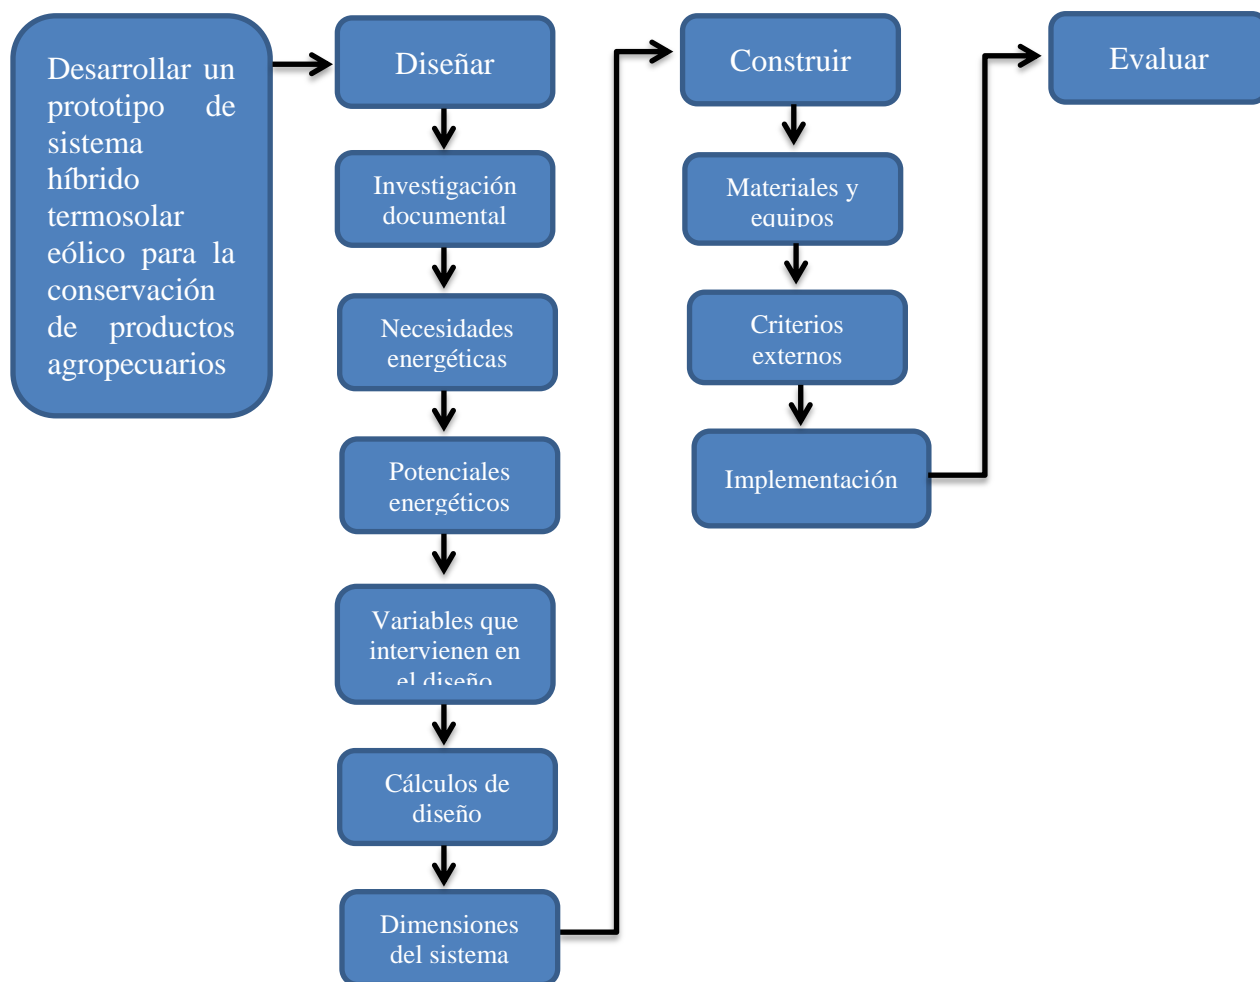 Desarrollar un
prototipo de
sistema
híbrido
termosolar
eólico para la
conservación
de productos
agropecuarios
Diseñar
Investigación
documental
Necesidades
energéticas
Potenciales
energéticos
Variables que
intervienen en
el diseño
Cálculos de
diseño
Dimensiones
del sistema
Construir
Materiales y
equipos
Criterios
externos
Implementación
Evaluar